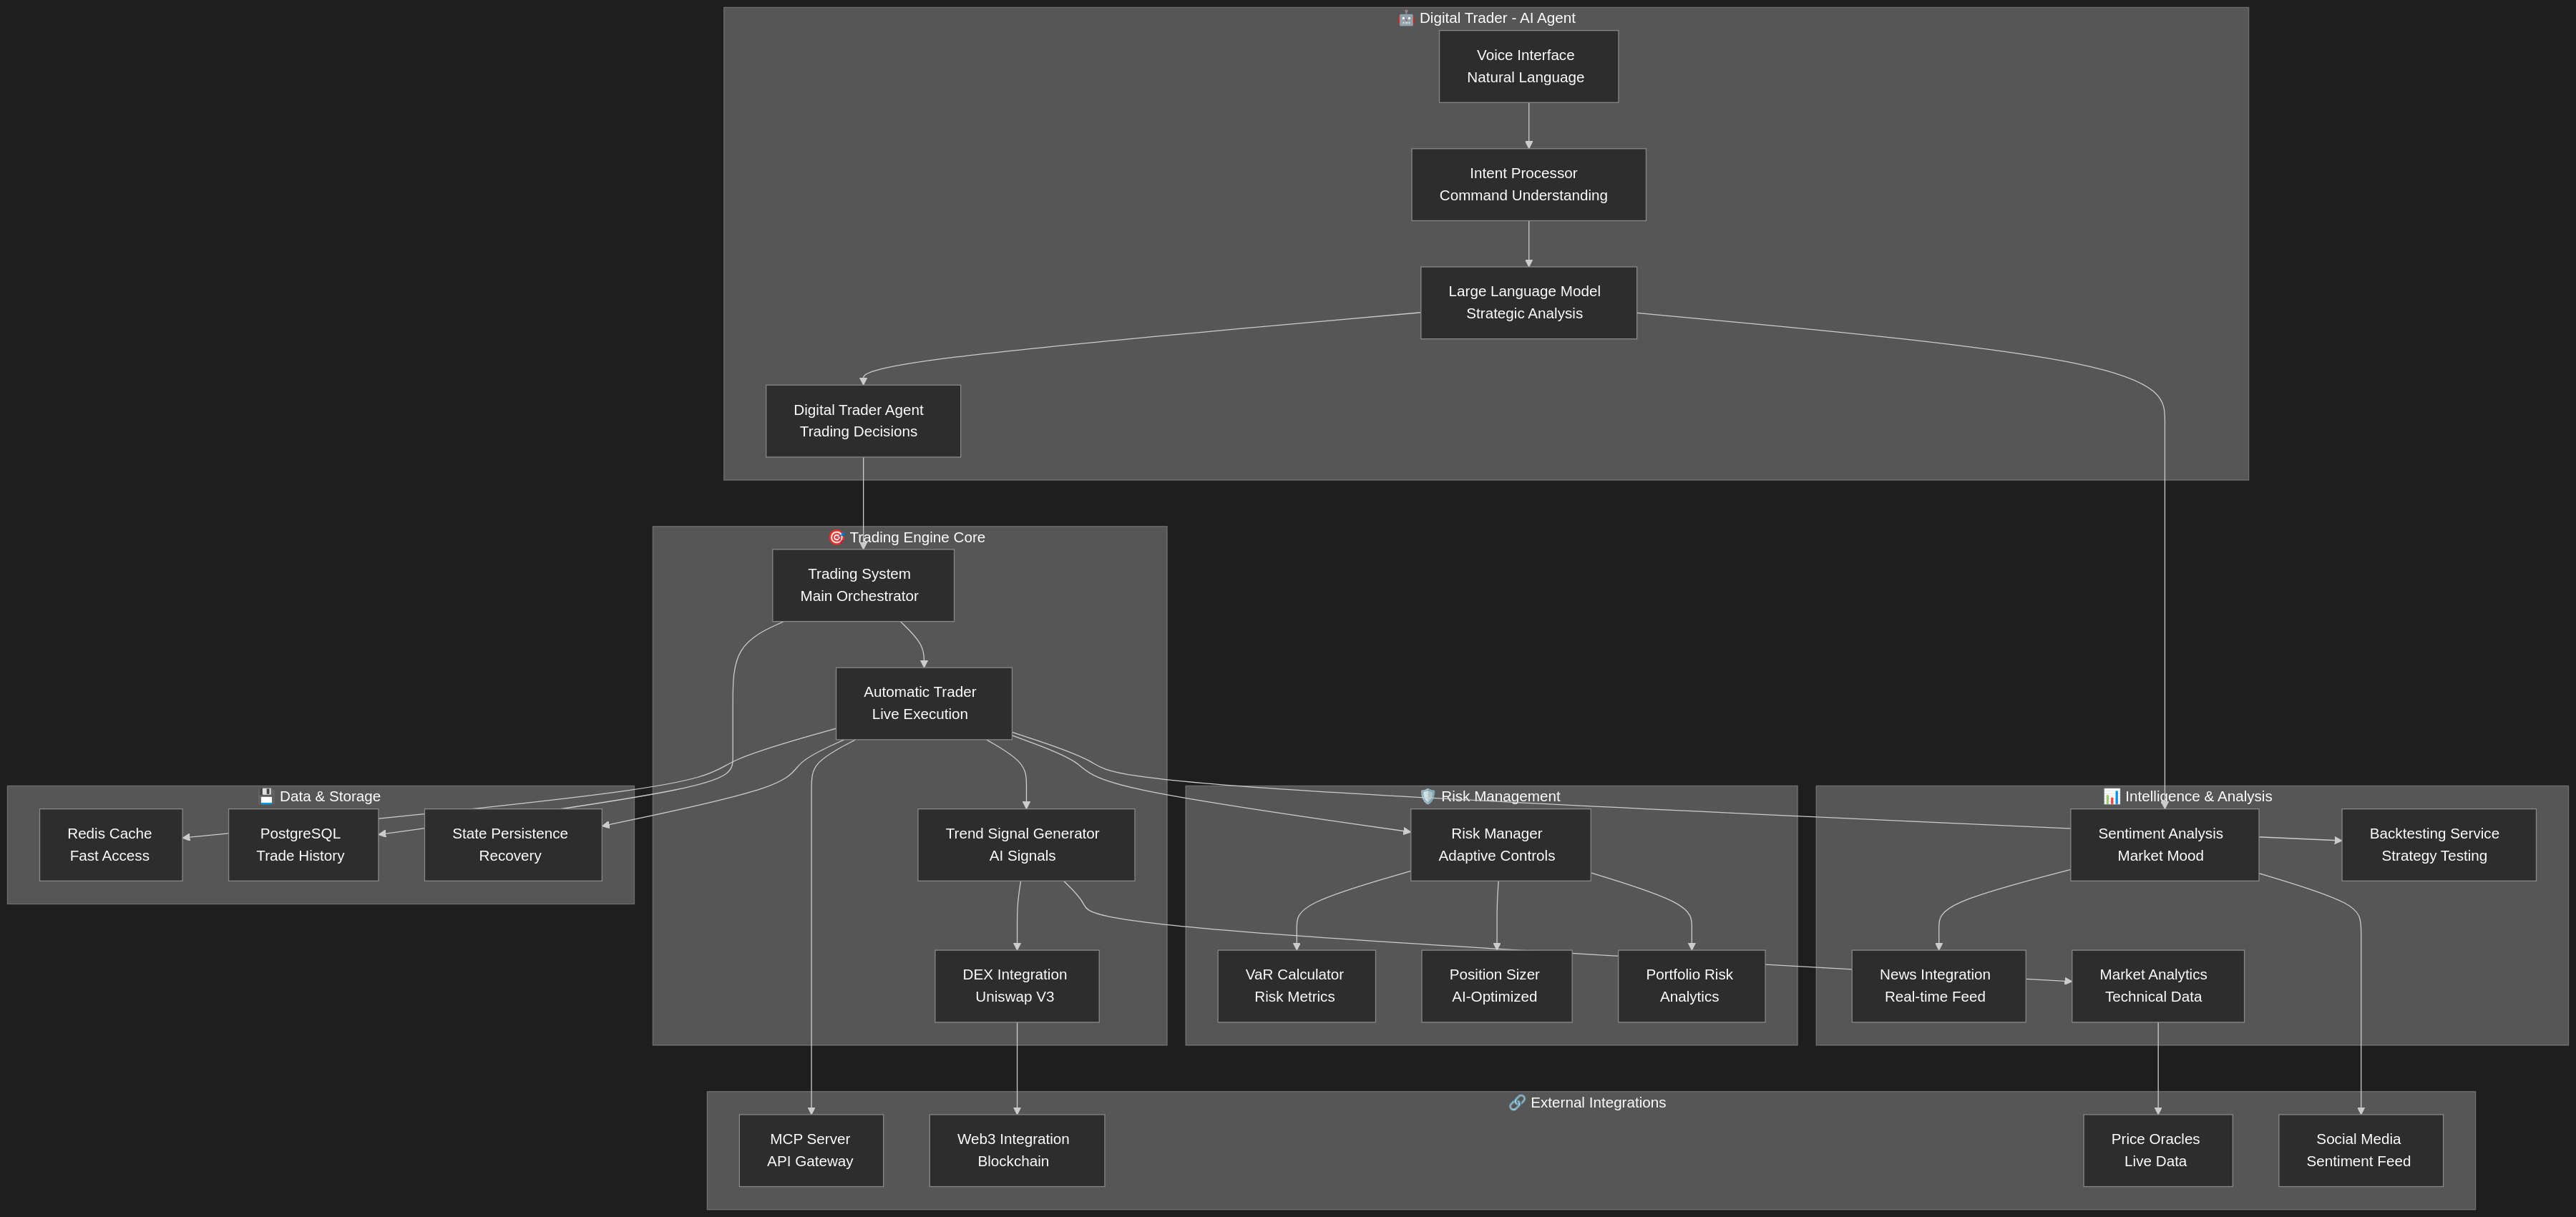 🤖 Digital Trader - AI Agent
Voice Interface
Natural Language
Intent Processor
Command Understanding
Large Language Model
Strategic Analysis
Digital Trader Agent
Trading Decisions
🎯 Trading Engine Core
Trading System
Main Orchestrator
Automatic Trader
Live Execution
Trend Signal Generator
AI Signals
DEX Integration
Uniswap V3
💾 Data & Storage
Redis Cache
Fast Access
PostgreSQL
Trade History
State Persistence
Recovery
🛡️ Risk Management
Risk Manager
Adaptive Controls
VaR Calculator
Risk Metrics
Position Sizer
AI-Optimized
Portfolio Risk
Analytics
📊 Intelligence & Analysis
Sentiment Analysis
Market Mood
Backtesting Service
Strategy Testing
News Integration
Real-time Feed
Market Analytics
Technical Data
🔗 External Integrations
MCP Server
API Gateway
Web3 Integration
Blockchain
Price Oracles
Live Data
Social Media
Sentiment Feed